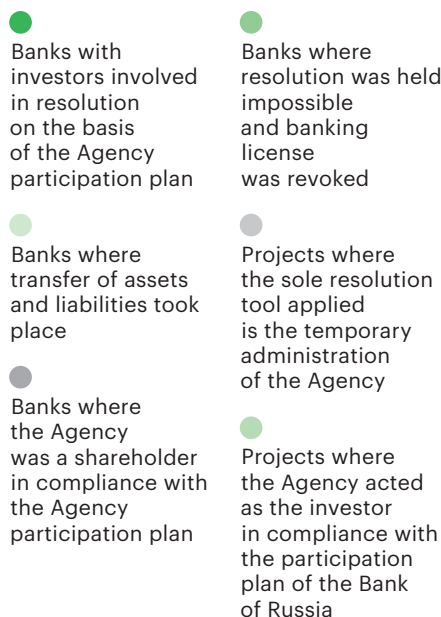 Banks with
investors involved
in resolution
on the basis
of the Agency
participation plan
Banks where
transfer of assets
and liabilities took
place
Banks where
the Agency
was a shareholder
in compliance with
the Agency
participation plan
Banks where
resolution was held
impossible
and banking
license
was revoked
Projects where
the sole resolution
tool applied
is the temporary
administration
of the Agency
Projects where
the Agency acted
as the investor
in compliance with
the participation
plan of the Bank
of Russia